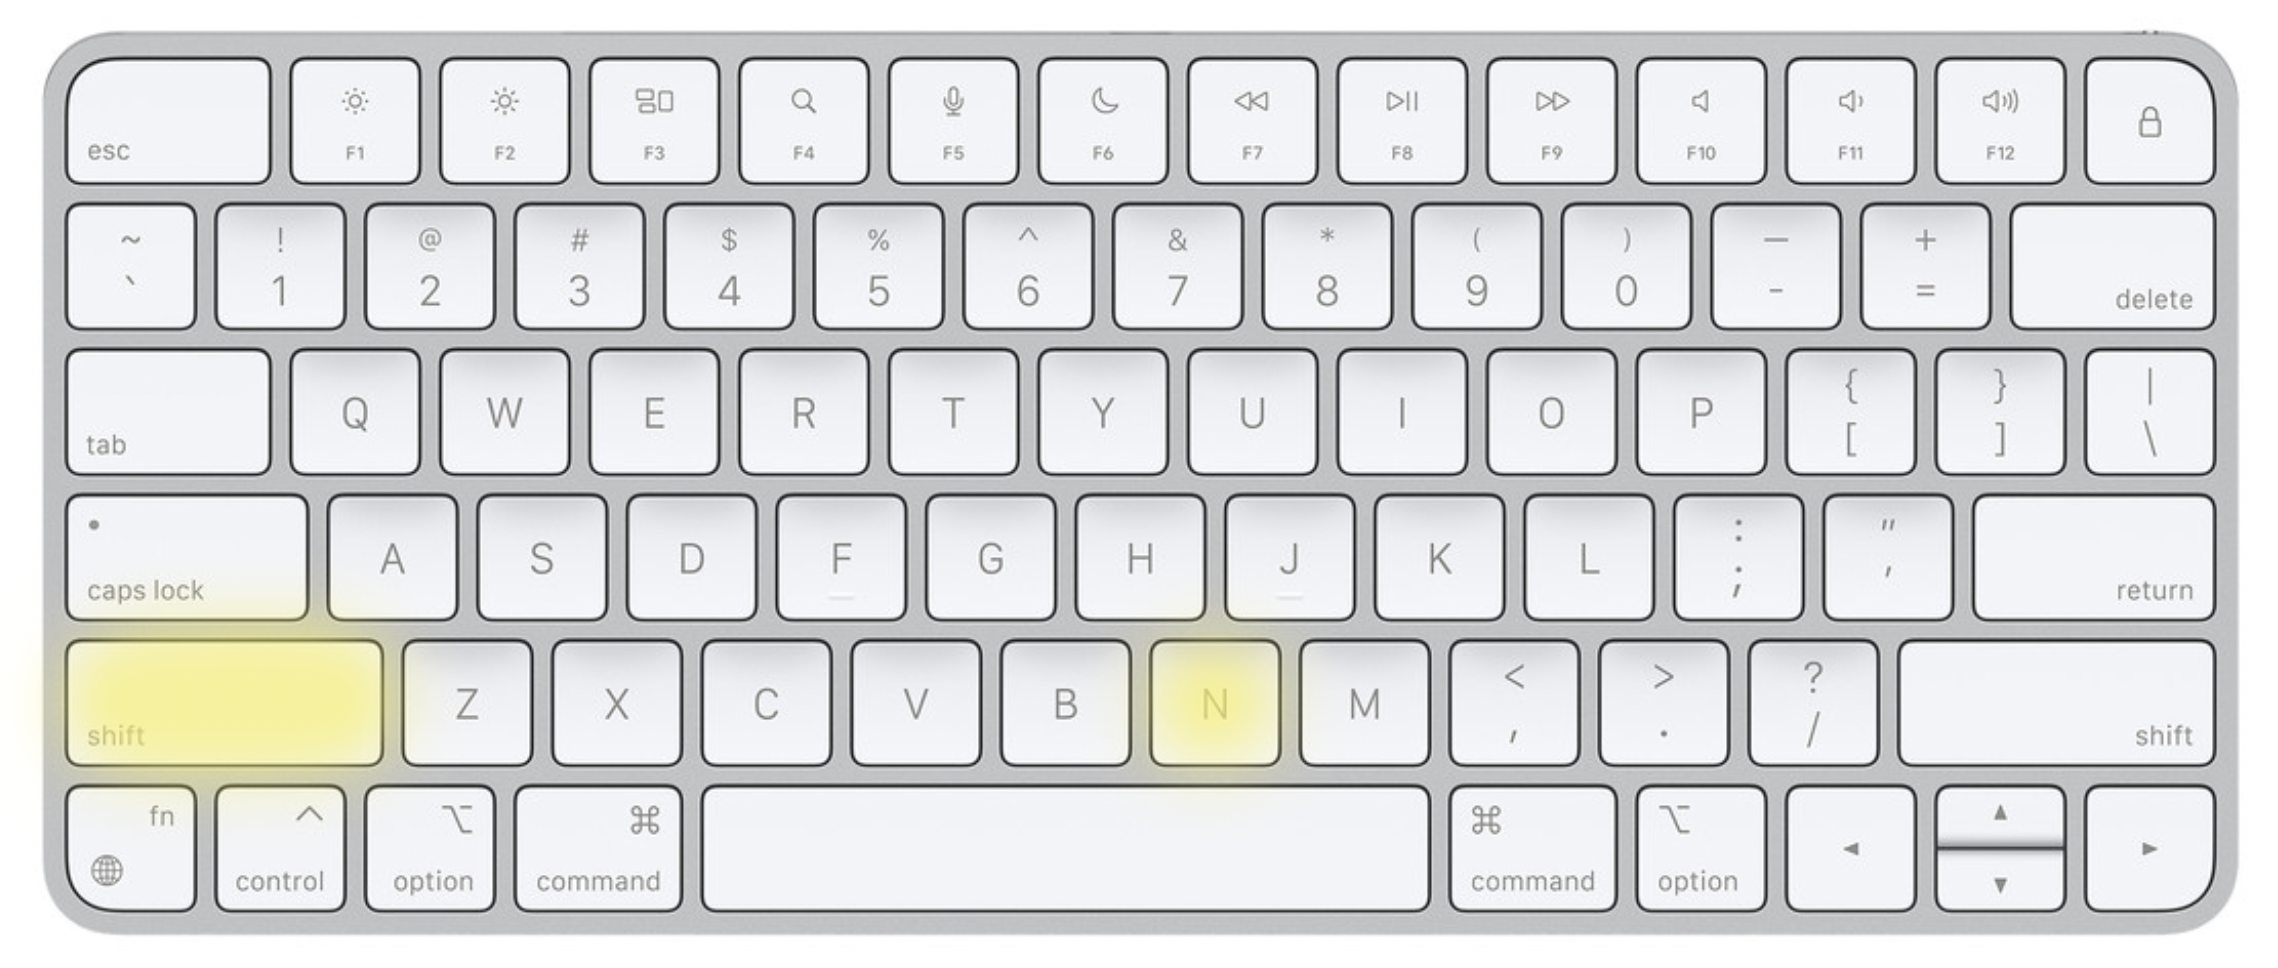 esc F1 F2 F3 F4 F5 F6 F7 F8 F9 F10 F11 F12
~ ! @ # $ % ^ & * ( ) — +
` 1 2 3 4 5 6 7 8 9 0 - = delete
tab Q W E R T Y U I O P { } |
[ ] \
caps lock A S D F G H J K L : "
; ' return
shift Z X C V B N M < > ?
, . / shift
fn ^ ⌥ ⌘ ⌘ ⌥ ▲
control option command command option ◀ ▼ ▶